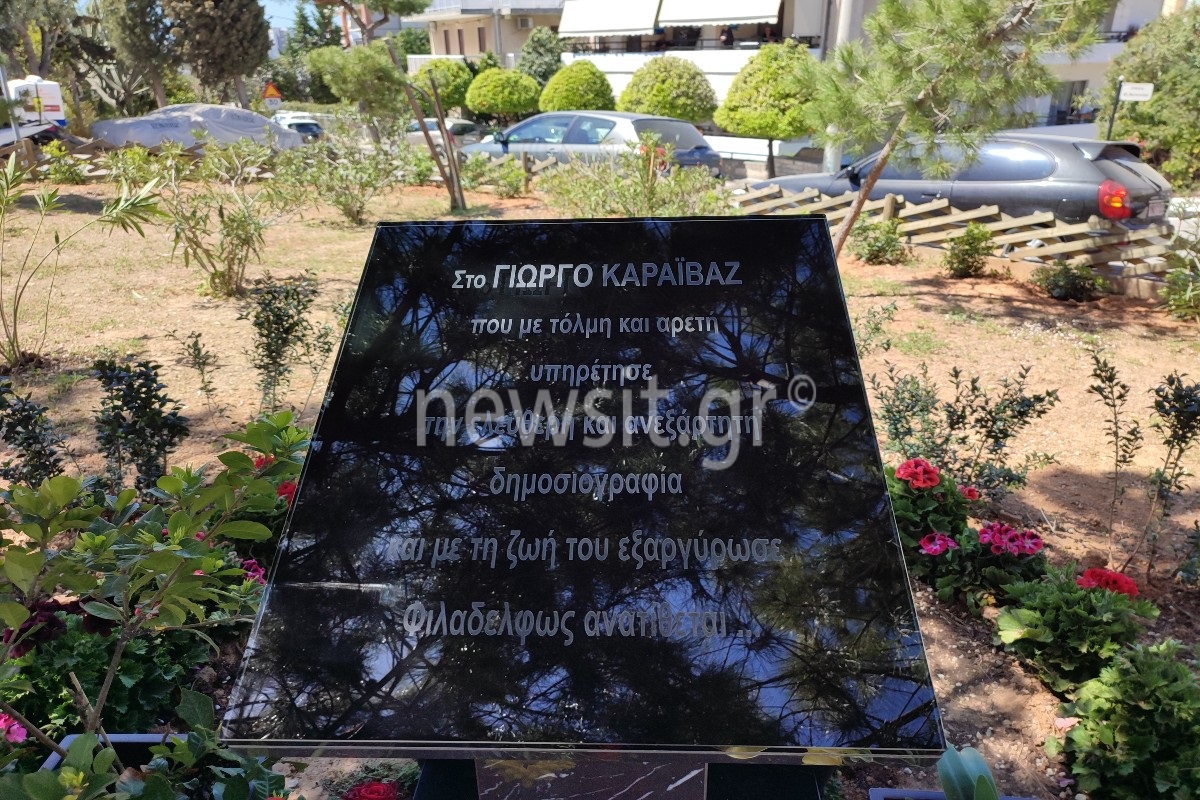 Στο ΓΙΩΡΓΟ ΚΑΡΑΪΒΑΖ
που με τόλμη και αρετή
υπηρέτησε
την ελεύθερη και ανεξάρτητη
newsit.gr©
δημοσιογραφία
και με τη ζωή του εξαργύρωσε
Φιλαδελφως ανατίθεται ..